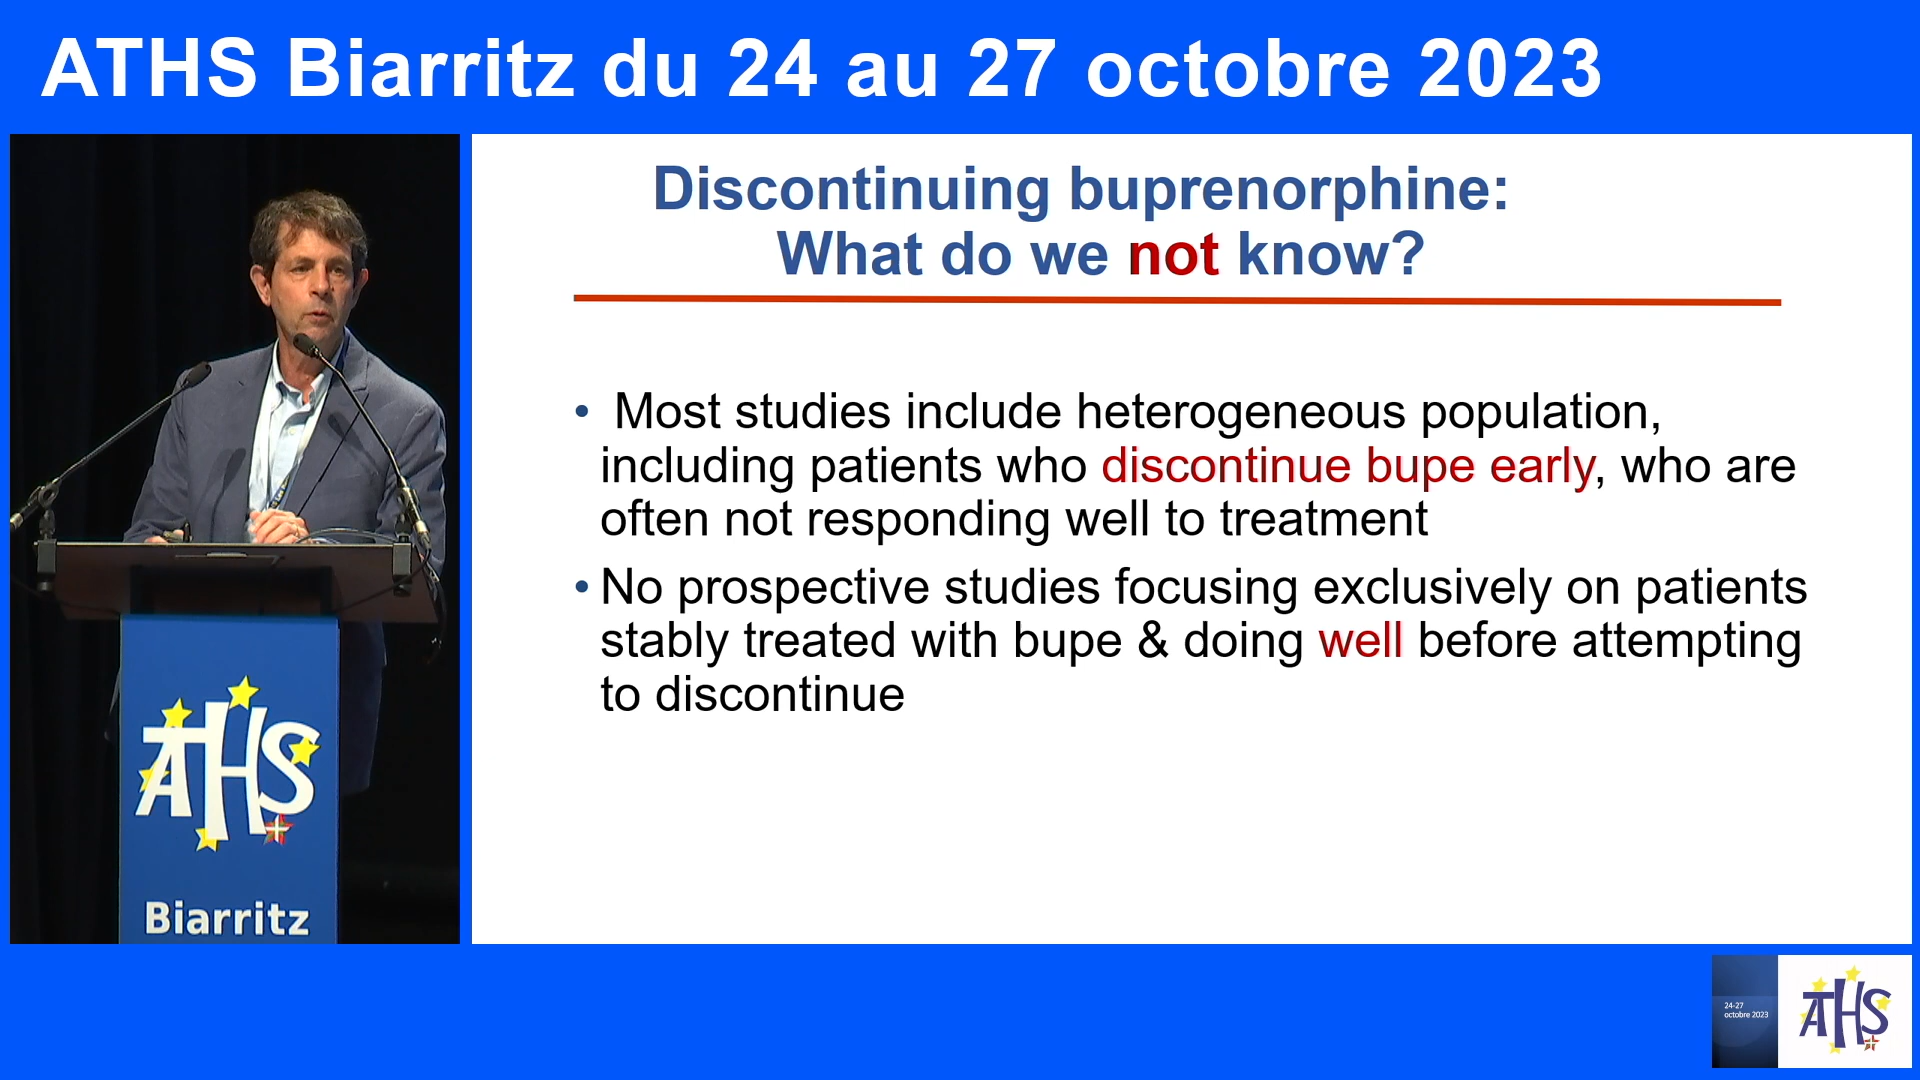 ATHS Biarritz du 24 au 27 octobre 2023
Discontinuing buprenorphine:
What do we not know?
• Most studies include heterogeneous population,
including patients who discontinue bupe early, who are
often not responding well to treatment
• No prospective studies focusing exclusively on patients
stably treated with bupe & doing well before attempting
to discontinue
ATHS
Biarritz
24-27
octobre 2023
ATHS